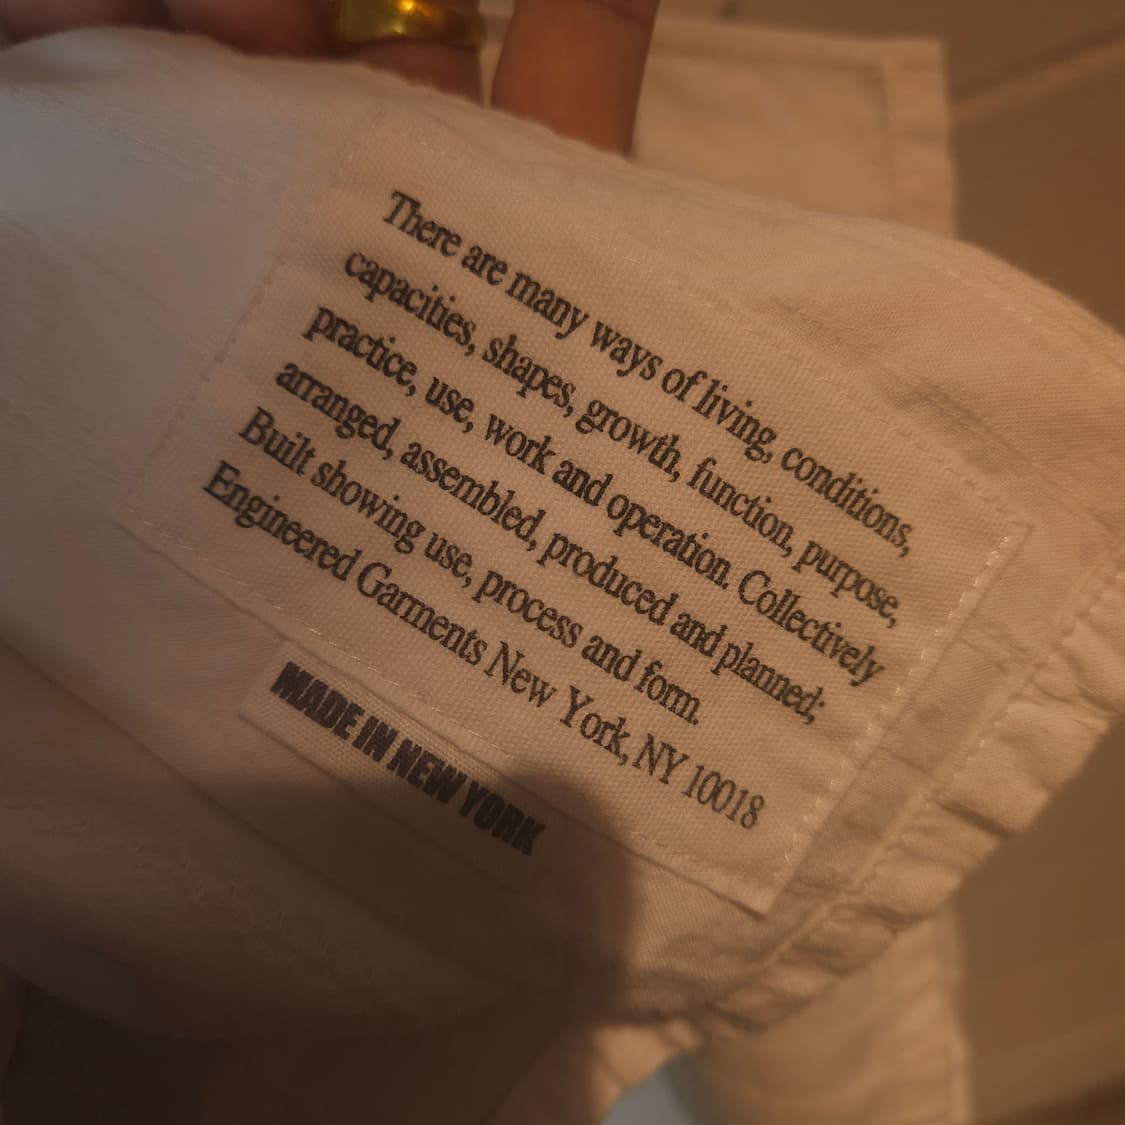 There are many ways of living, conditions,
capacities, shapes, growth, function, purpose,
practice, use, work and operation. Collectively
arranged, assembled, produced and planned;
Built showing use, process and form.
Engineered Garments New York, NY 10018
MADE IN NEW YORK